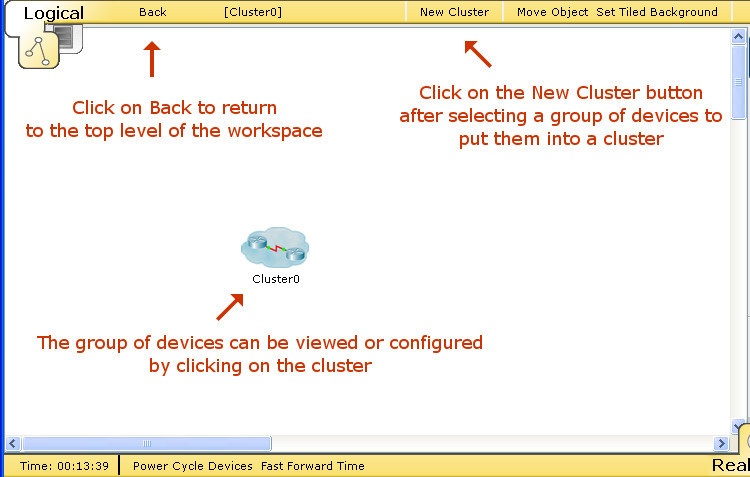 Logical Back [Cluster0] New Cluster Move Object Set Tiled Background
Click on Back to return
to the top level of the workspace
Click on the New Cluster button
after selecting a group of devices to
put them into a cluster
Cluster0
The group of devices can be viewed or configured
by clicking on the cluster
Time: 00:13:39 Power Cycle Devices Fast Forward Time